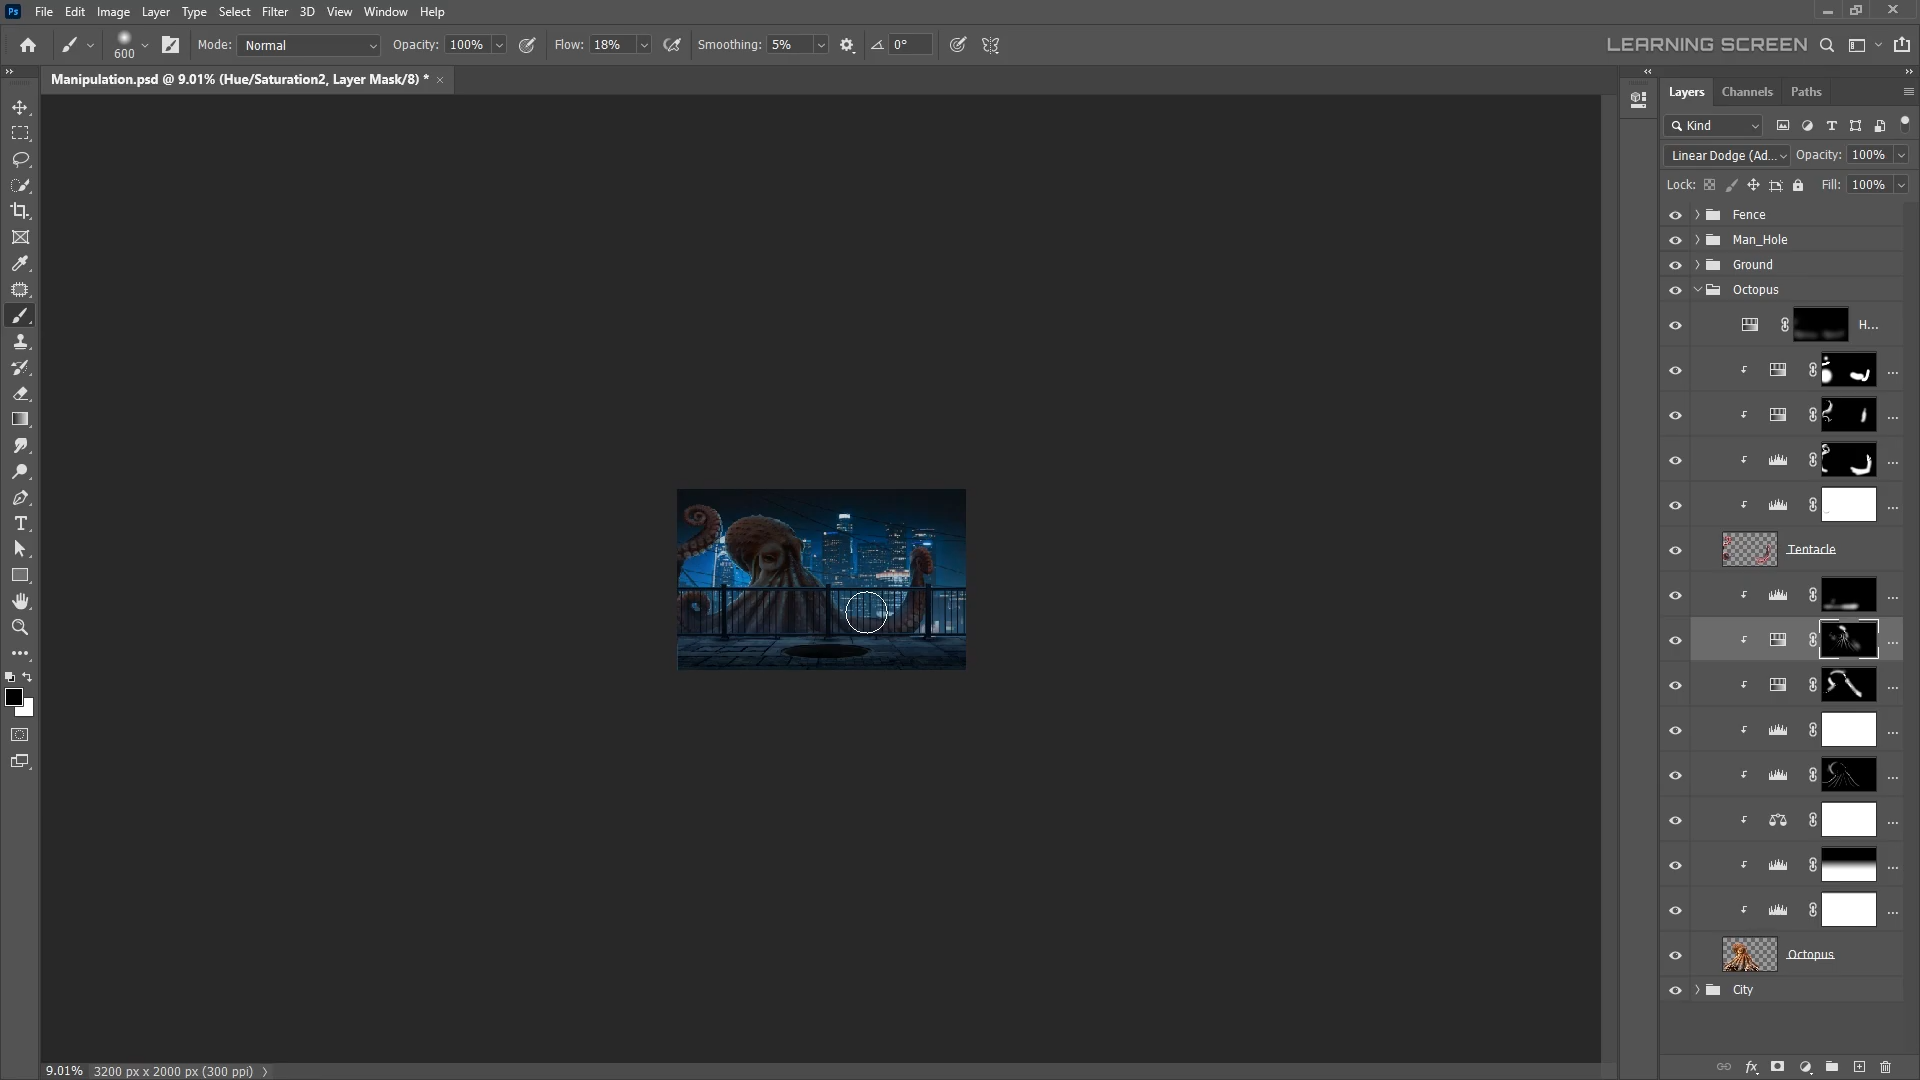 Ps File Edit Image Layer Type Select Filter 3D View Window Help
600 Mode: Normal Opacity: 100% Flow: 18% Smoothing: 5% 0° LEARNING SCREEN
Manipulation.psd @ 9.01% (Hue/Saturation2, Layer Mask/8) * ×
Layers Channels Paths
Kind
Linear Dodge (Ad... Opacity: 100%
Lock: Fill: 100%
Fence
Man_Hole
Ground
Octopus
H...
...
...
...
...
Tentacle
...
...
...
...
...
...
...
...
Octopus
City
9.01% 3200 px x 2000 px (300 ppi)